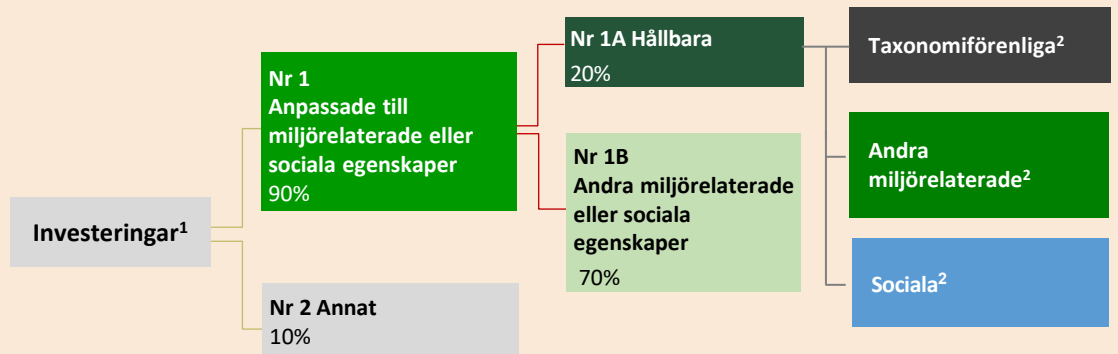 Investeringar¹
Nr 1
Anpassade till
miljörelaterade eller
sociala egenskaper
90%
Nr 2 Annat
10%
Nr 1A Hållbara
20%
Nr 1B
Andra miljörelaterade
eller sociala
egenskaper
70%
Taxonomiförenliga²
Andra
miljörelaterade²
Sociala²